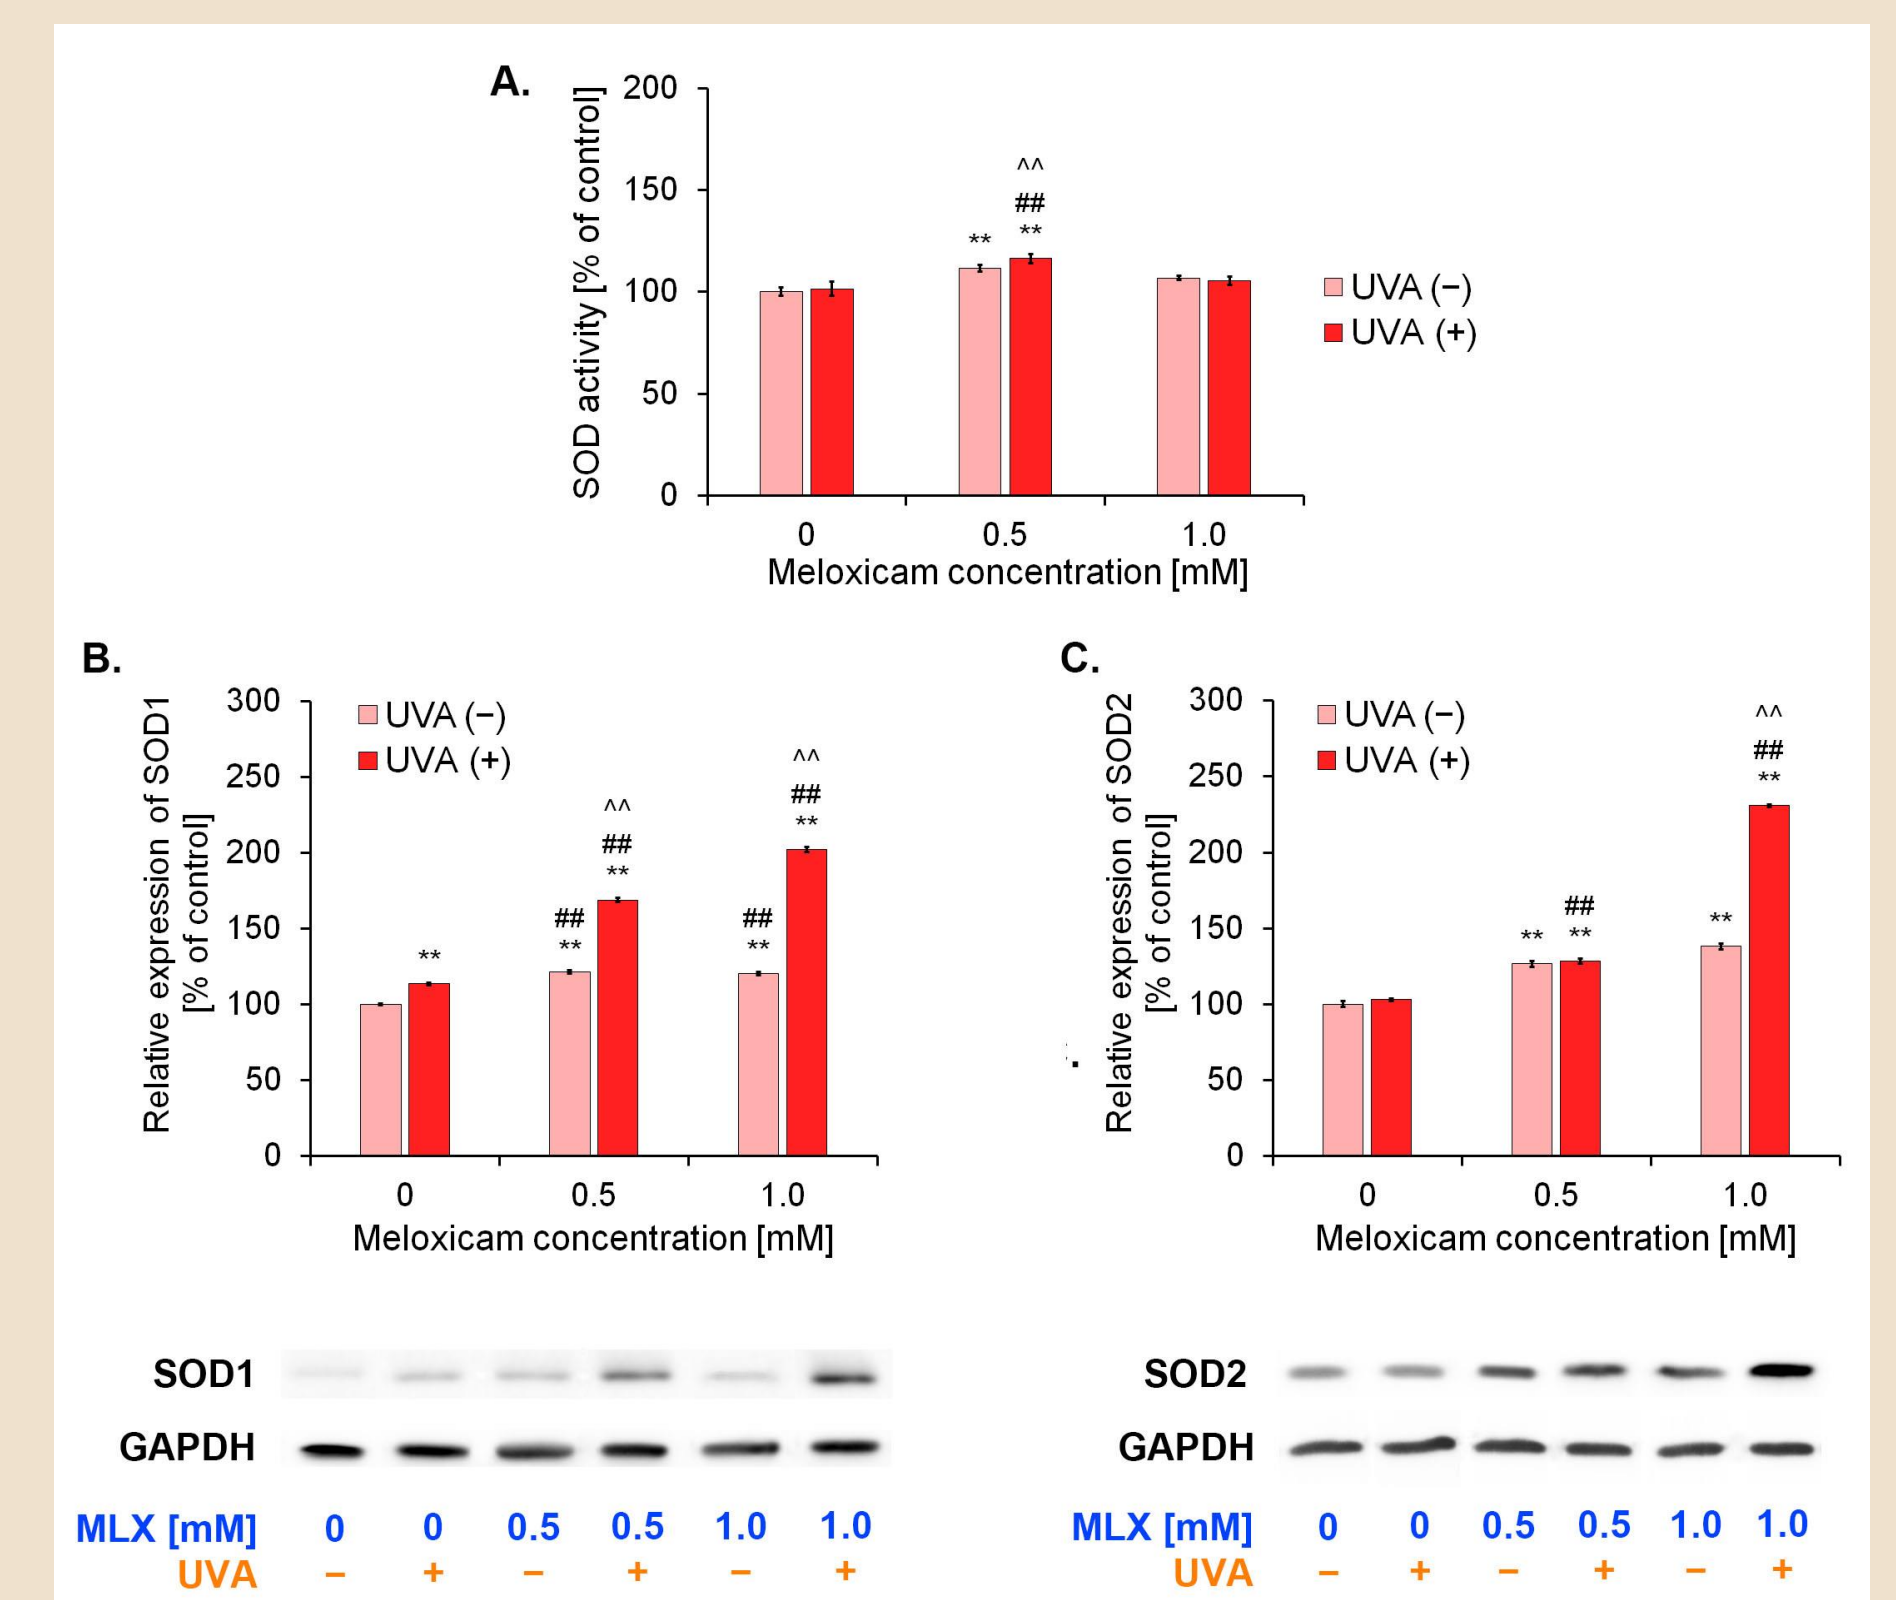 A.
SOD activity [% of control]
200
150
100
50
0
^^
##
** **
UVA (−)
UVA (+)
0 0.5 1.0
Meloxicam concentration [mM]
B.
Relative expression of SOD1
[% of control]
300
250
200
150
100
50
0
UVA (−)
UVA (+)
**
##
**
^^
##
**
##
**
^^
##
**
0 0.5 1.0
Meloxicam concentration [mM]
SOD1
GAPDH
MLX [mM] 0 0 0.5 0.5 1.0 1.0
UVA − + − + − +
C.
Relative expression of SOD2
[% of control]
300
250
200
150
100
50
0
UVA (−)
UVA (+)
**
##
**
**
^^
##
**
0 0.5 1.0
Meloxicam concentration [mM]
SOD2
GAPDH
MLX [mM] 0 0 0.5 0.5 1.0 1.0
UVA − + − + − +